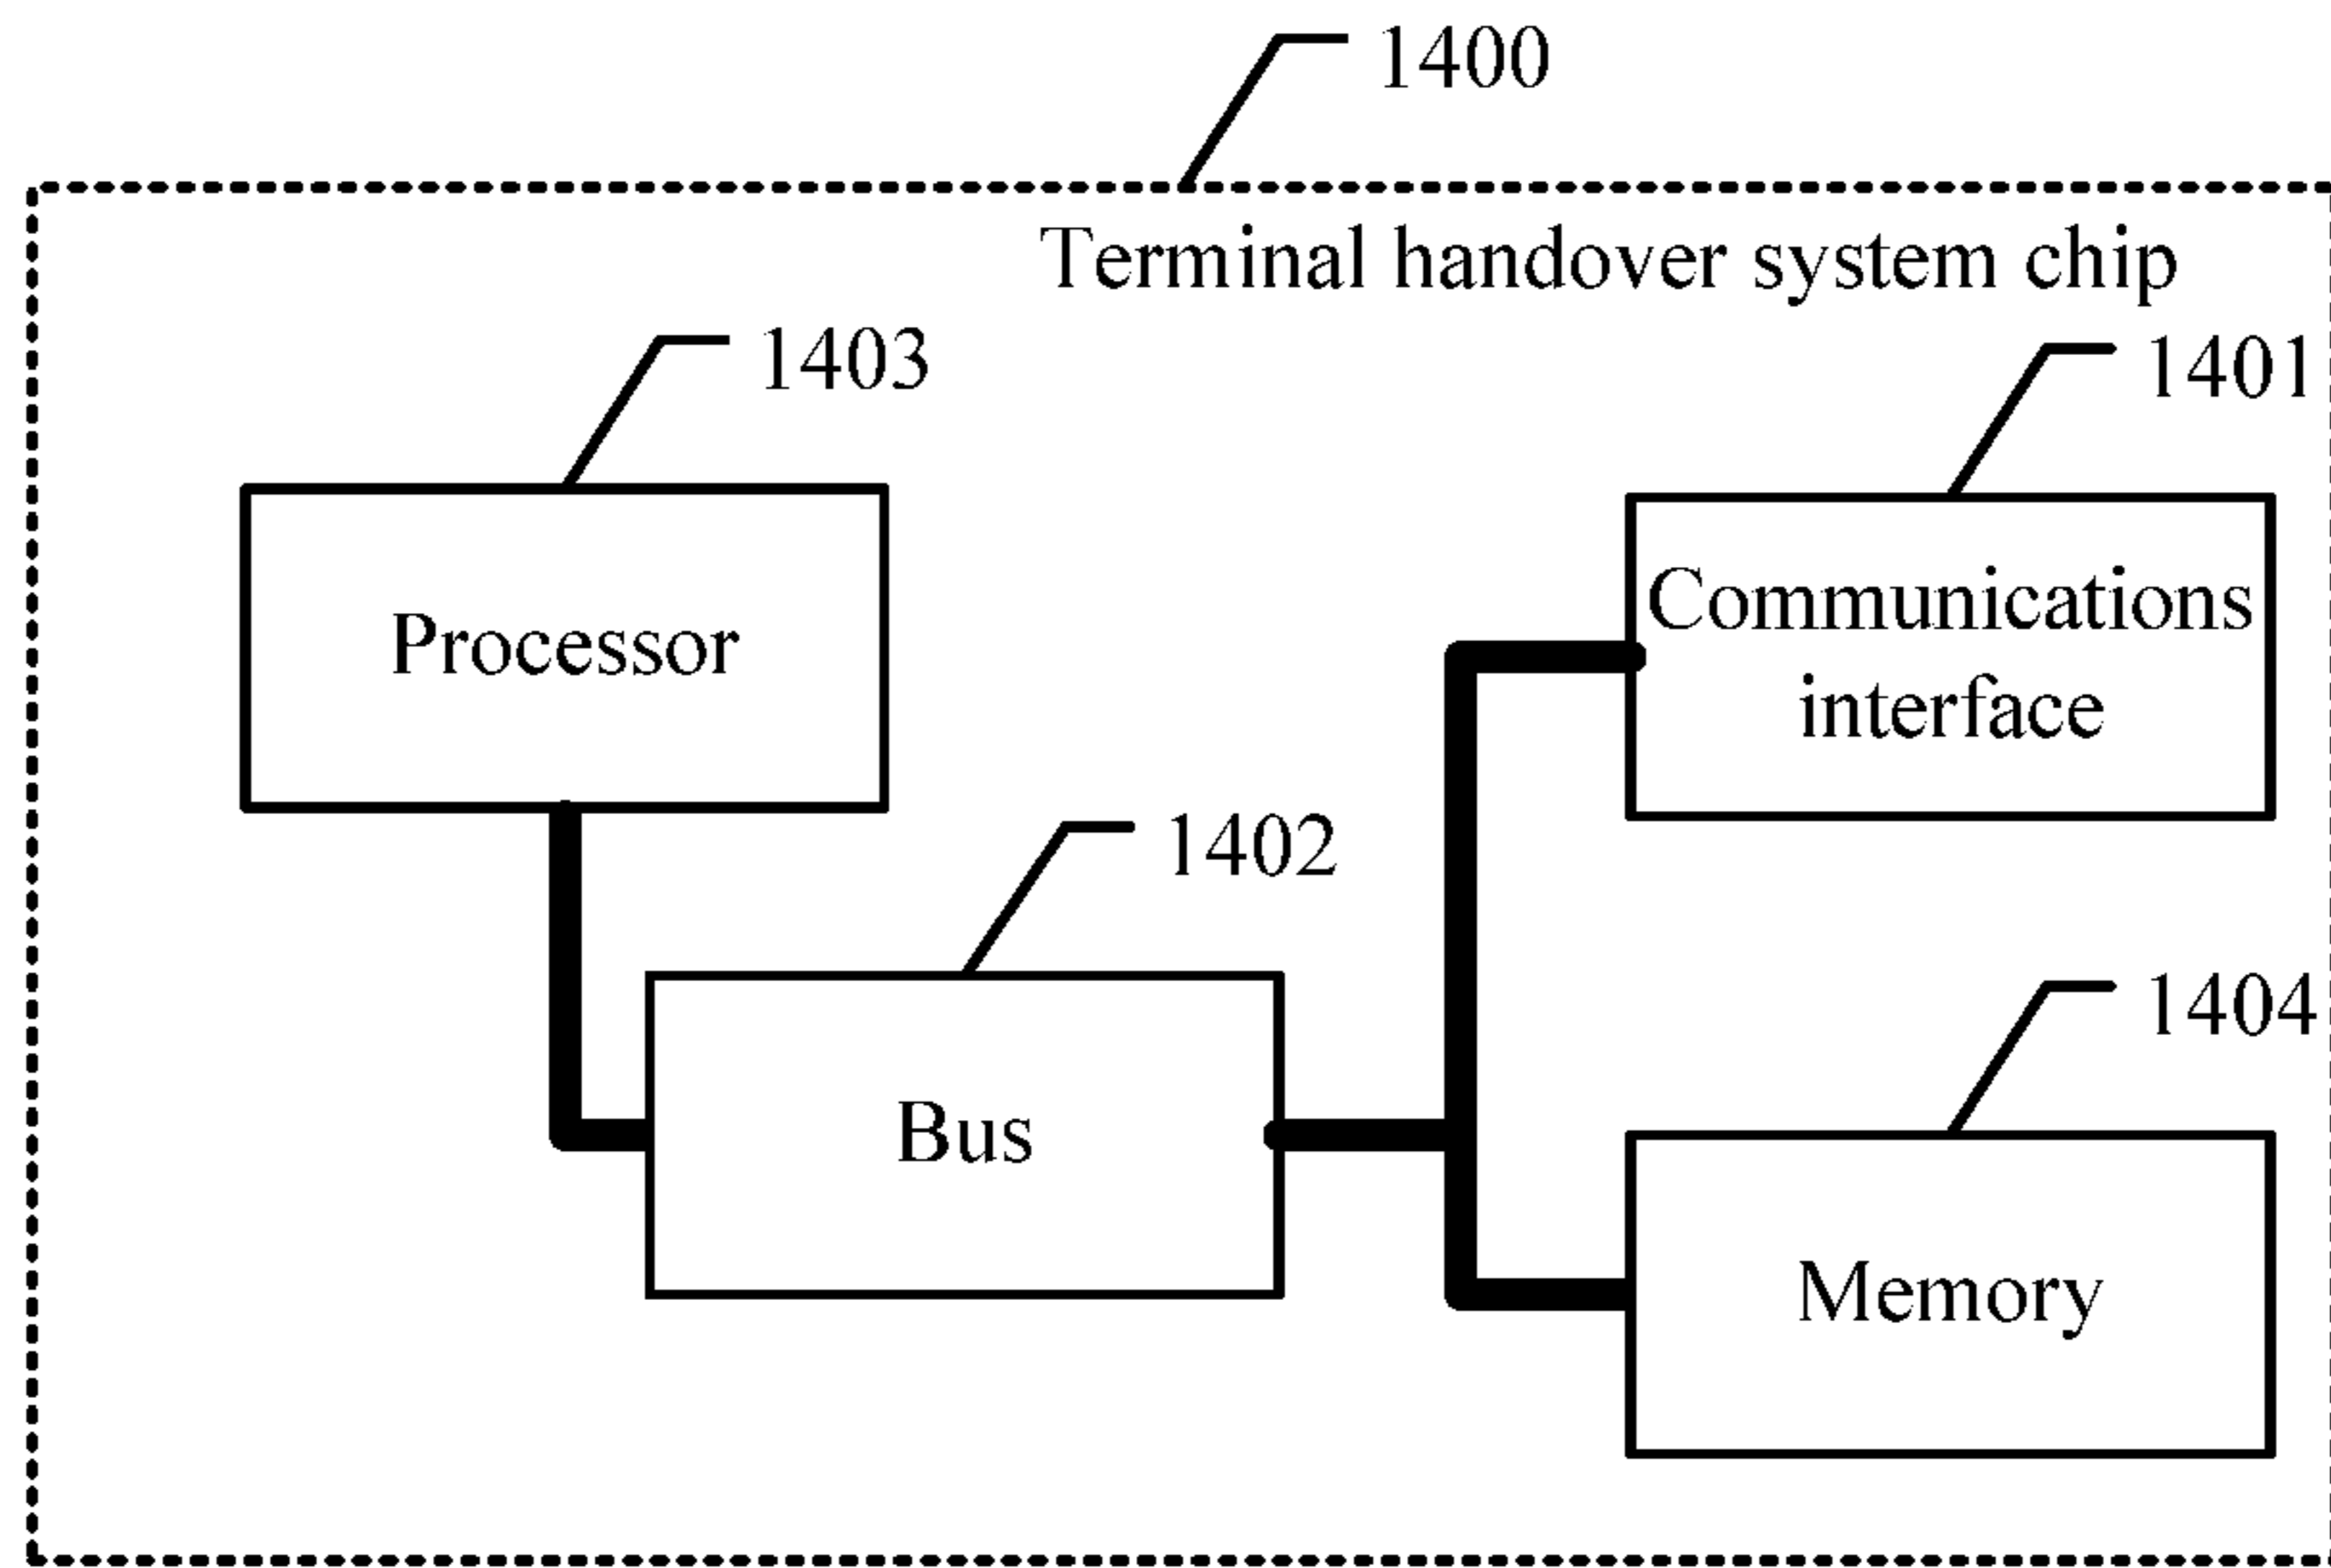 1400
Terminal handover system chip
1403
1401
Processor
Communications
interface
1402
1404
Bus
Memory